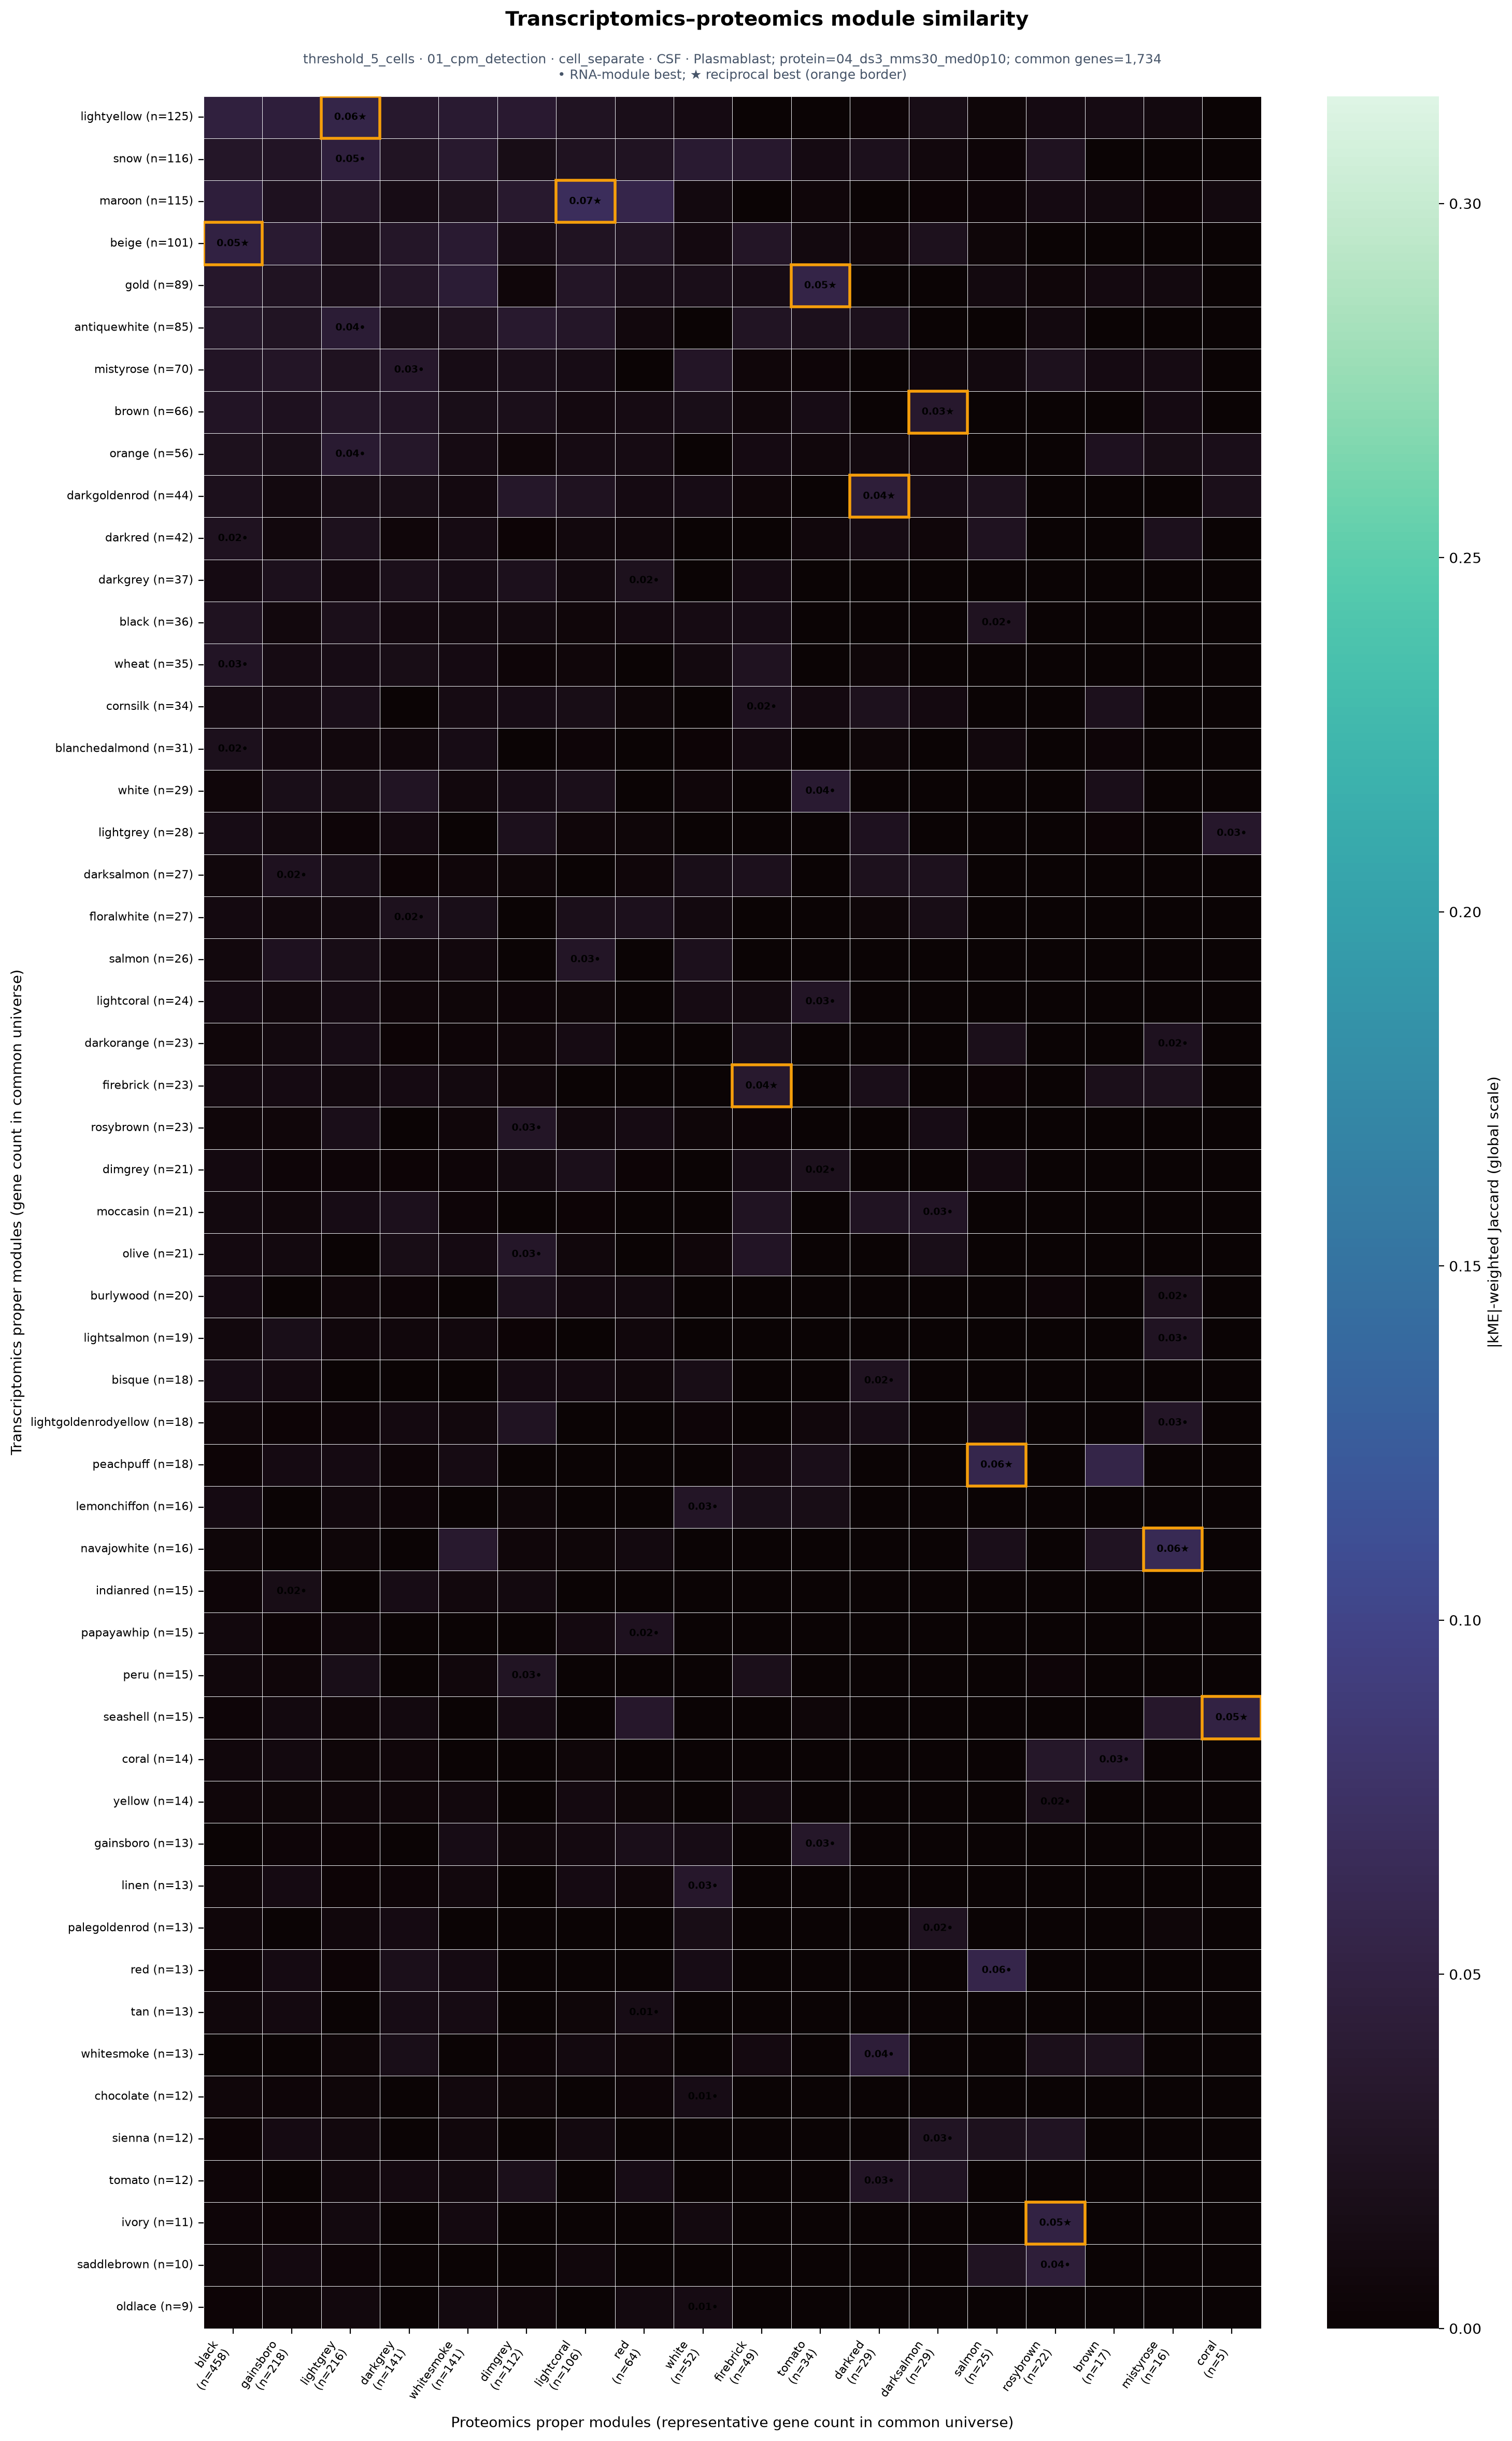 Transcriptomics–proteomics module similarity
threshold_5_cells · 01_cpm_detection · cell_separate · CSF · Plasmablast; protein=04_ds3_mms30_med0p10; common genes=1,734
• RNA-module best; ★ reciprocal best (orange border)
Transcriptomics proper modules (gene count in common universe)
lightyellow (n=125) 0.06★
snow (n=116) 0.05•
maroon (n=115) 0.07★
beige (n=101) 0.05★
gold (n=89) 0.05★
antiquewhite (n=85) 0.04•
mistyrose (n=70) 0.03•
brown (n=66) 0.03★
orange (n=56) 0.04•
darkgoldenrod (n=44) 0.04★
darkred (n=42) 0.02•
darkgrey (n=37) 0.02•
black (n=36) 0.02•
wheat (n=35) 0.03•
cornsilk (n=34) 0.02•
blanchedalmond (n=31) 0.02•
white (n=29) 0.04•
lightgrey (n=28) 0.03•
darksalmon (n=27) 0.02•
floralwhite (n=27) 0.02•
salmon (n=26) 0.03•
lightcoral (n=24) 0.03•
darkorange (n=23) 0.02•
firebrick (n=23) 0.04★
rosybrown (n=23) 0.03•
dimgrey (n=21) 0.02•
moccasin (n=21) 0.03•
olive (n=21) 0.03•
burlywood (n=20) 0.02•
lightsalmon (n=19) 0.03•
bisque (n=18) 0.02•
lightgoldenrodyellow (n=18) 0.03•
peachpuff (n=18) 0.06★
lemonchiffon (n=16) 0.03•
navajowhite (n=16) 0.06★
indianred (n=15) 0.02•
papayawhip (n=15) 0.02•
peru (n=15) 0.03•
seashell (n=15) 0.05★
coral (n=14) 0.03•
yellow (n=14) 0.02•
gainsboro (n=13) 0.03•
linen (n=13) 0.03•
palegoldenrod (n=13) 0.02•
red (n=13) 0.06•
tan (n=13) 0.01•
whitesmoke (n=13) 0.04•
chocolate (n=12) 0.01•
sienna (n=12) 0.03•
tomato (n=12) 0.03•
ivory (n=11) 0.05★
saddlebrown (n=10) 0.04•
oldlace (n=9) 0.01•
black
(n=458)
gainsboro
(n=218)
lightgrey
(n=216)
darkgrey
(n=141)
whitesmoke
(n=141)
dimgrey
(n=112)
lightcoral
(n=106)
red
(n=64)
white
(n=52)
firebrick
(n=49)
tomato
(n=34)
darkred
(n=29)
darksalmon
(n=29)
salmon
(n=25)
rosybrown
(n=22)
brown
(n=17)
mistyrose
(n=16)
coral
(n=5)
Proteomics proper modules (representative gene count in common universe)
0.30
0.25
0.20
0.15
0.10
0.05
0.00
|kME|-weighted Jaccard (global scale)